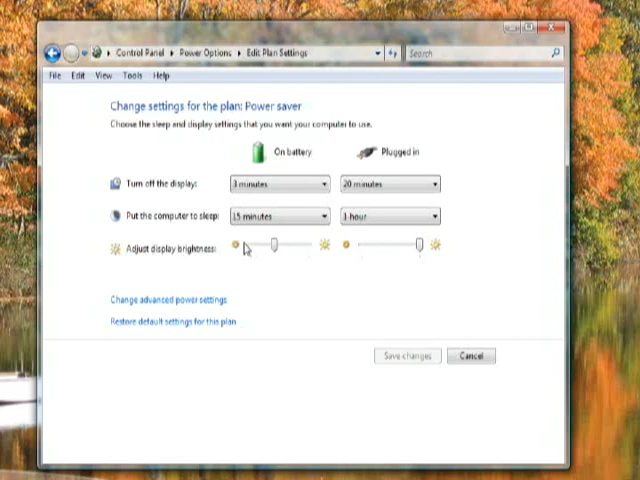 Control Panel ▸ Power Options ▸ Edit Plan Settings
Search
File Edit View Tools Help
Change settings for the plan: Power saver
Choose the sleep and display settings that you want your computer to use.
On battery Plugged in
Turn off the display: 3 minutes 20 minutes
Put the computer to sleep: 15 minutes 1 hour
Adjust display brightness:
Change advanced power settings
Restore default settings for this plan
Save changes Cancel